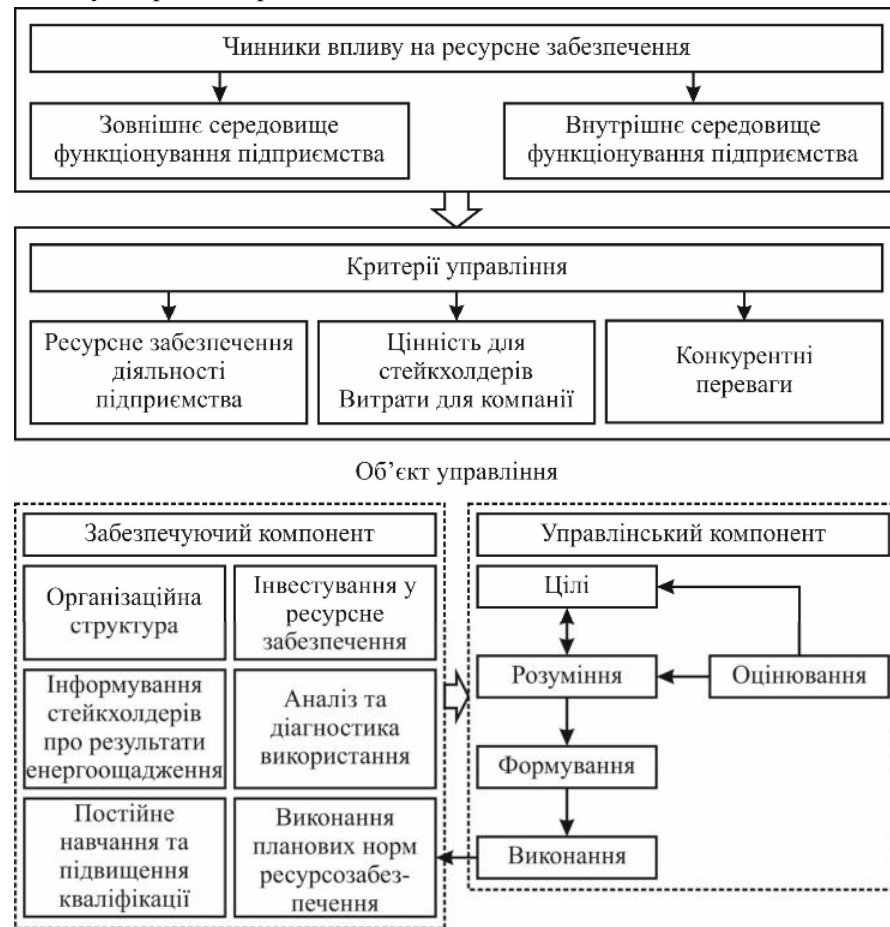 Чинники впливу на ресурсне забезпечення
Зовнішнє середовище
функціонування підприємства
Внутрішнє середовище
функціонування підприємства
Критерії управління
Ресурсне забезпечення
діяльності
підприємства
Цінність для
стейкхолдерів
Витрати для компанії
Конкурентні
переваги
Об’єкт управління
Забезпечуючий компонент
Організаційна
структура
Інвестування у
ресурсне
забезпечення
Інформування
стейкхолдерів
про результати
енергоощадження
Аналіз та
діагностика
використання
Постійне
навчання та
підвищення
кваліфікації
Виконання
планових норм
ресурсозабез-
печення
Управлінський компонент
Цілі
Розуміння
Оцінювання
Формування
Виконання